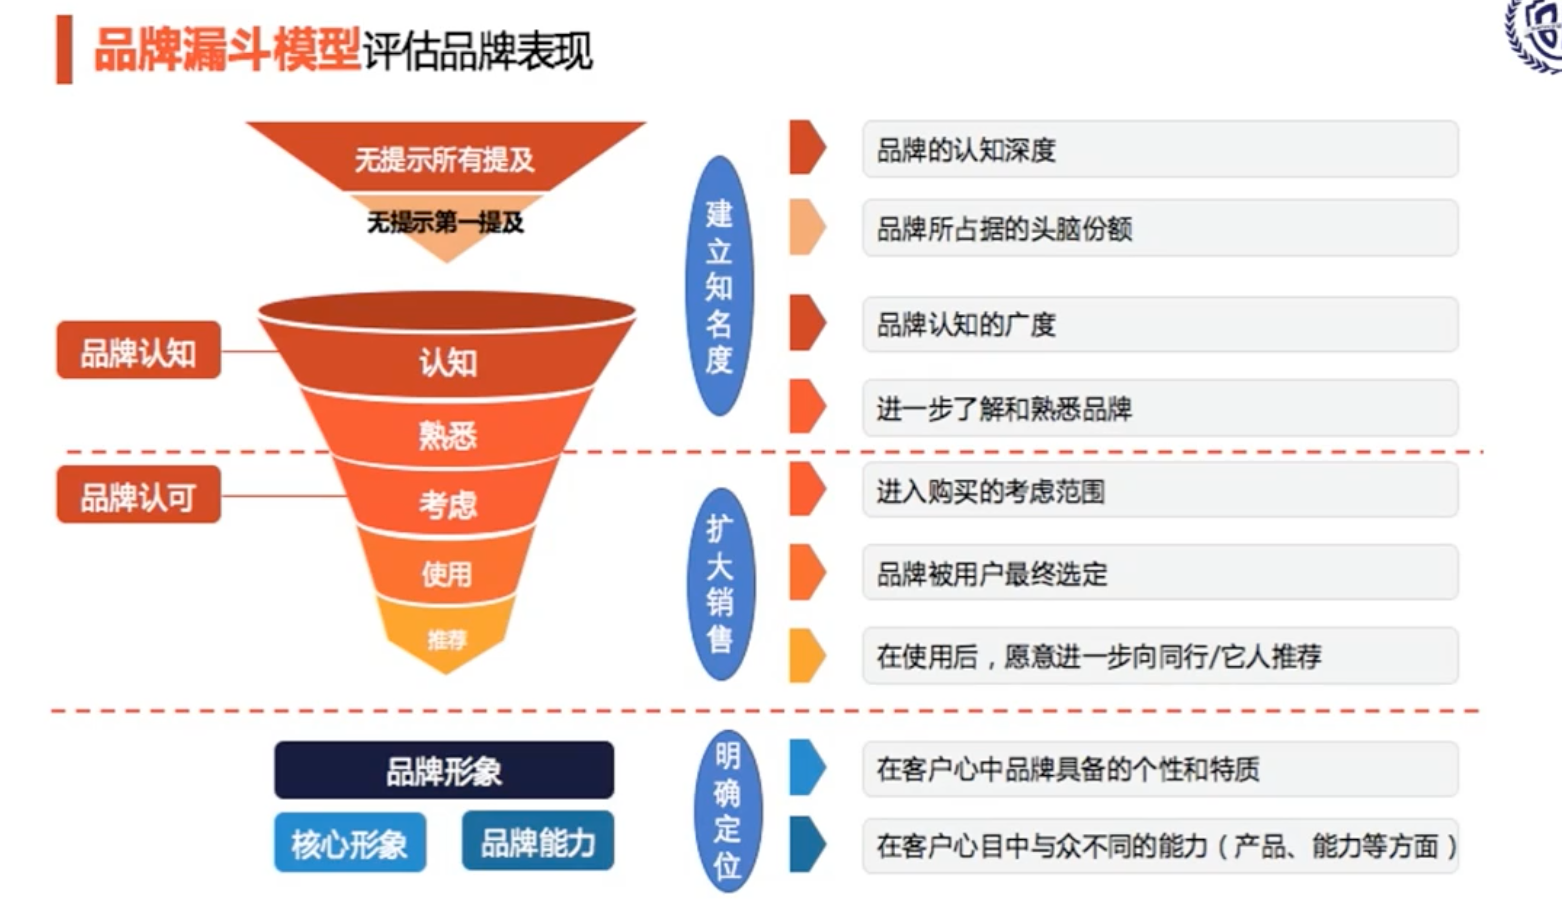 品牌漏斗模型评估品牌表现
无提示所有提及
无提示第一提及
品牌认知
认知
熟悉
品牌认可
考虑
使用
推荐
品牌形象
核心形象
品牌能力
建立知名度
扩大销售
明确定位
品牌的认知深度
品牌所占据的头脑份额
品牌认知的广度
进一步了解和熟悉品牌
进入购买的考虑范围
品牌被用户最终选定
在使用后，愿意进一步向同行/它人推荐
在客户心中品牌具备的个性和特质
在客户心目中与众不同的能力（产品、能力等方面）